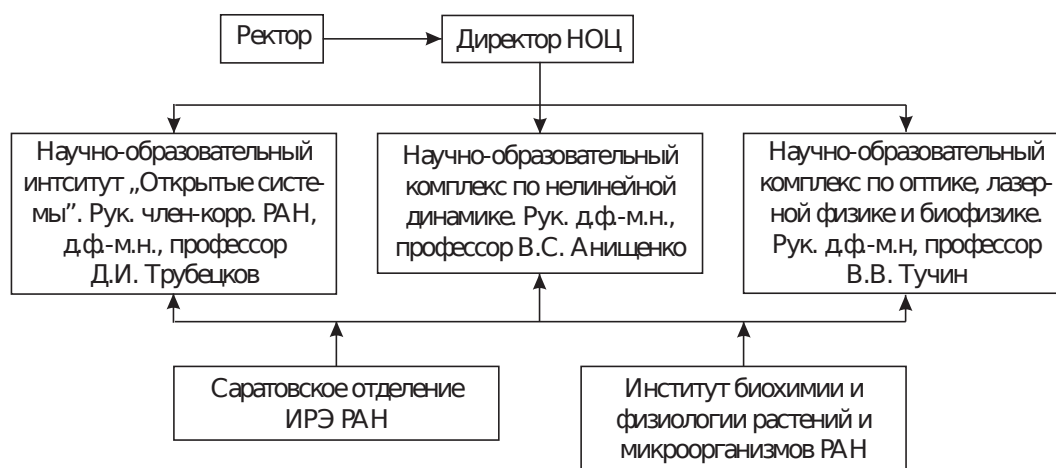 Ректор
Директор НОЦ
Научно-образовательный
интситут „Открытые систе-
мы”. Рук. член-корр. РАН,
д.ф.-м.н., профессор
Д.И. Трубецков
Научно-образовательный
комплекс по нелинейной
динамике. Рук. д.ф.-м.н.,
профессор В.С. Анищенко
Научно-образовательный
комплекс по оптике, лазер-
ной физике и биофизике.
Рук. д.ф.-м.н, профессор
В.В. Тучин
Саратовское отделение
ИРЭ РАН
Институт биохимии и
физиологии растений и
микроорганизмов РАН